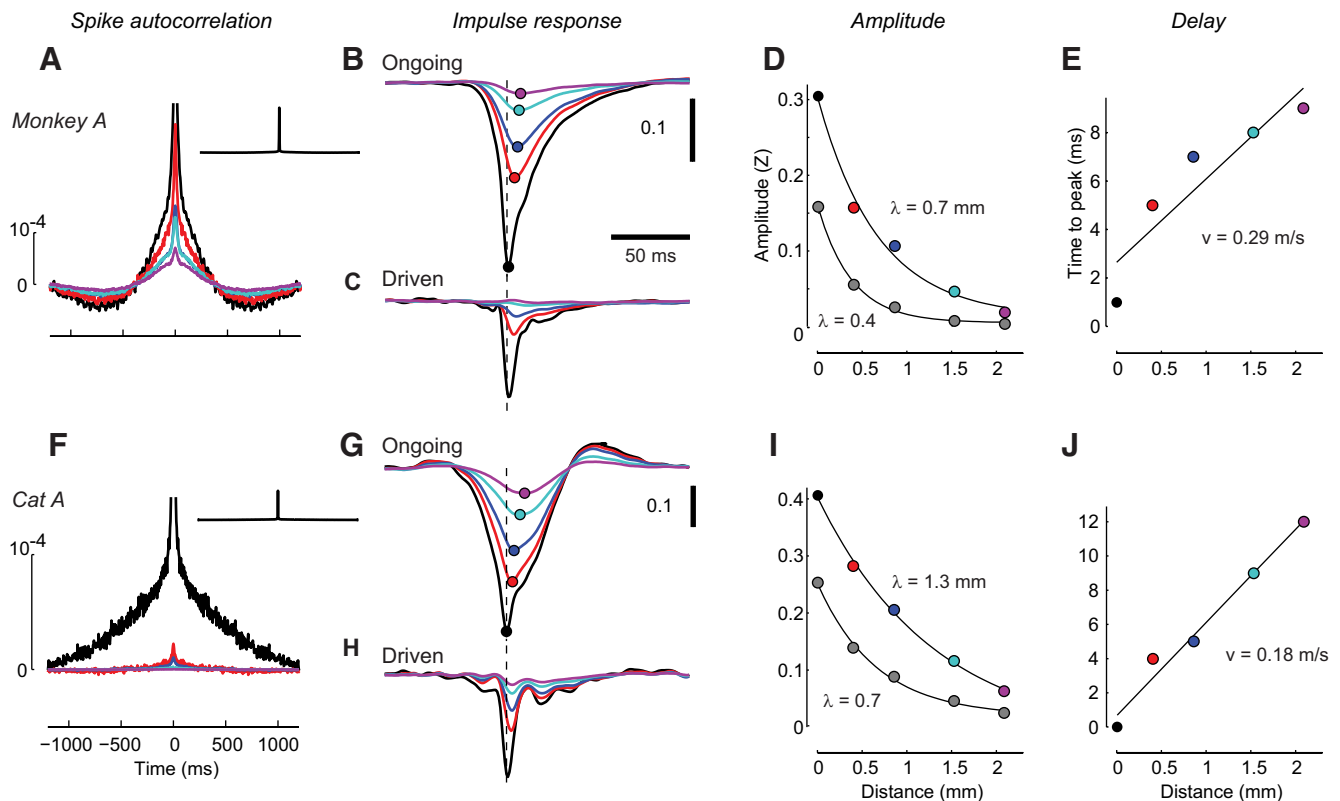 Spike autocorrelation
Impulse response
Amplitude
Delay
A
Monkey A
10-4
0
B
Ongoing
0.1
50 ms
C
Driven
D
0.3
0.2
0.1
0
Amplitude (Z)
λ = 0.7 mm
λ = 0.4
0 0.5 1 1.5 2
E
8
6
4
2
0
Time to peak (ms)
v = 0.29 m/s
0 0.5 1 1.5 2
F
Cat A
10-4
0
−1000 −500 0 500 1000
Time (ms)
G
Ongoing
0.1
H
Driven
I
0.4
0.3
0.2
0.1
0
λ = 1.3 mm
λ = 0.7
0 0.5 1 1.5 2
Distance (mm)
J
12
10
8
6
4
2
0
v = 0.18 m/s
0 0.5 1 1.5 2
Distance (mm)